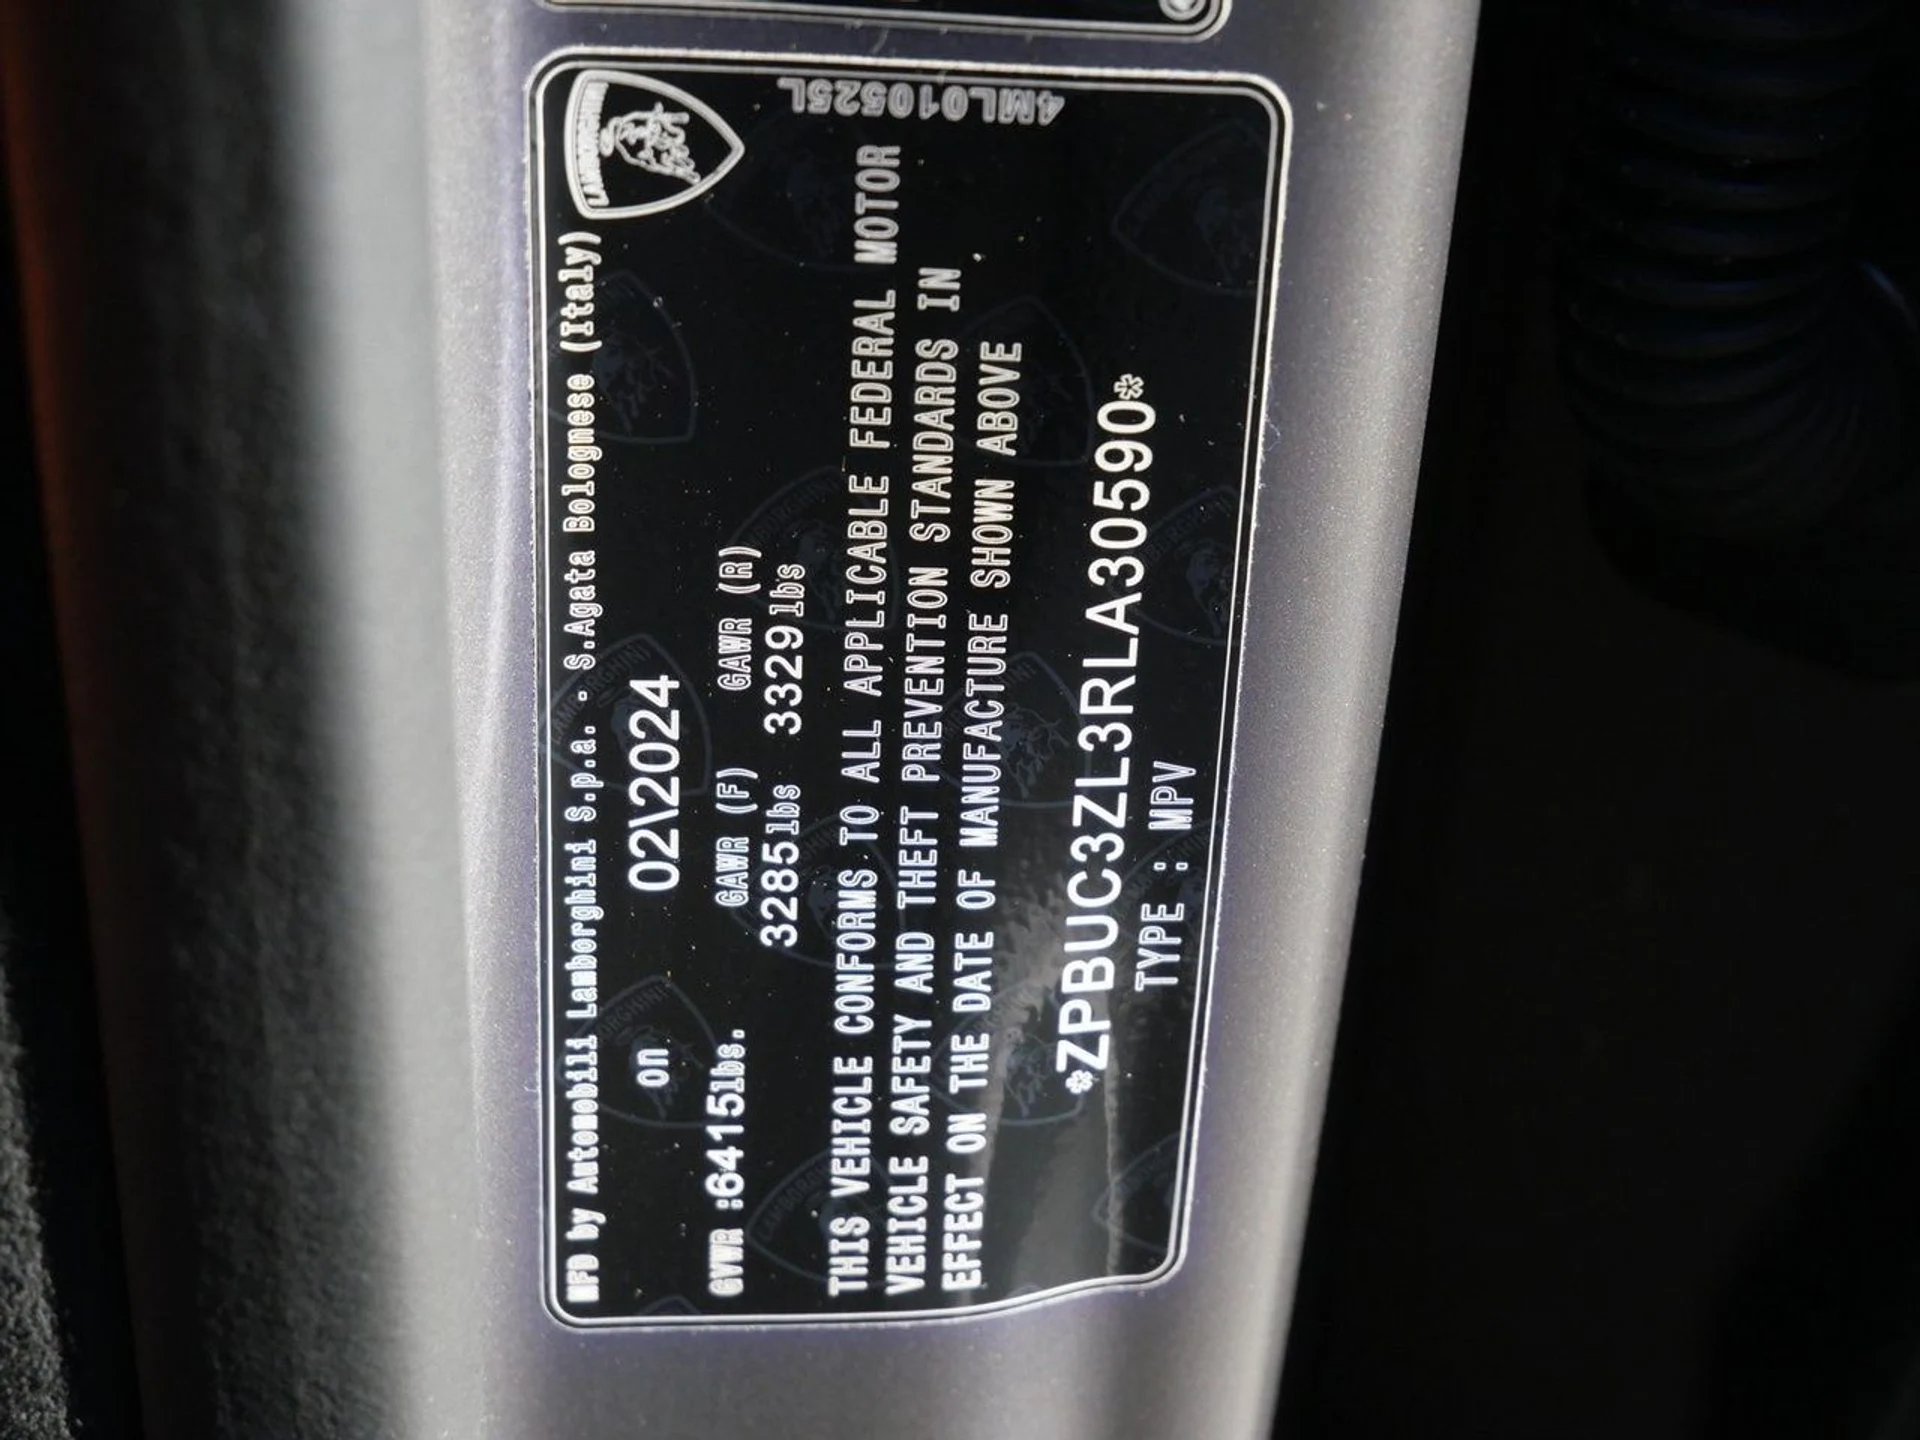 MFD by Automobili Lamborghini S.p.a. - S.Agata Bolognese (Italy)
LAMBORGHINI
on 02\2024
GVWR :6415lbs. GAWR (F) GAWR (R)
3285lbs 3329lbs
THIS VEHICLE CONFORMS TO ALL APPLICABLE FEDERAL MOTOR
VEHICLE SAFETY AND THEFT PREVENTION STANDARDS IN
EFFECT ON THE DATE OF MANUFACTURE SHOWN ABOVE
*ZPBUC3ZL3RLA30590*
TYPE : MPV
4ML010525L